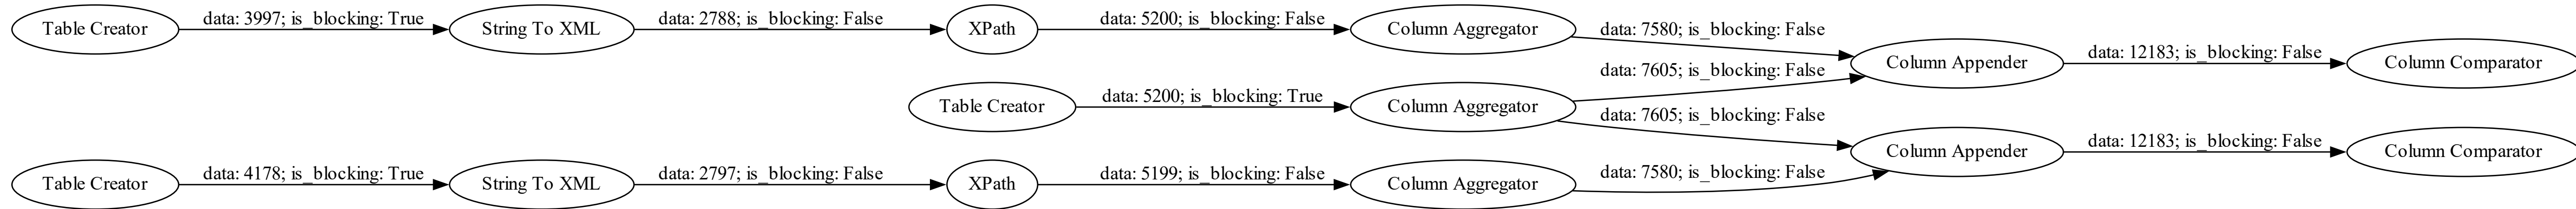 Table Creator
data: 3997; is_blocking: True
String To XML
data: 2788; is_blocking: False
XPath
data: 5200; is_blocking: False
Column Aggregator
data: 7580; is_blocking: False
Column Appender
data: 12183; is_blocking: False
Column Comparator
Table Creator
data: 5200; is_blocking: True
Column Aggregator
data: 7605; is_blocking: False
data: 7605; is_blocking: False
Table Creator
data: 4178; is_blocking: True
String To XML
data: 2797; is_blocking: False
XPath
data: 5199; is_blocking: False
Column Aggregator
data: 7580; is_blocking: False
Column Appender
data: 12183; is_blocking: False
Column Comparator